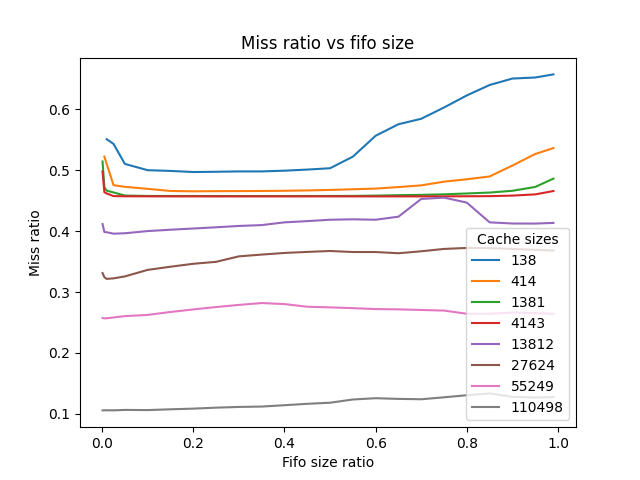 Miss ratio vs fifo size
Miss ratio
0.6
0.5
0.4
0.3
0.2
0.1
0.0 0.2 0.4 0.6 0.8 1.0
Fifo size ratio
Cache sizes
138
414
1381
4143
13812
27624
55249
110498